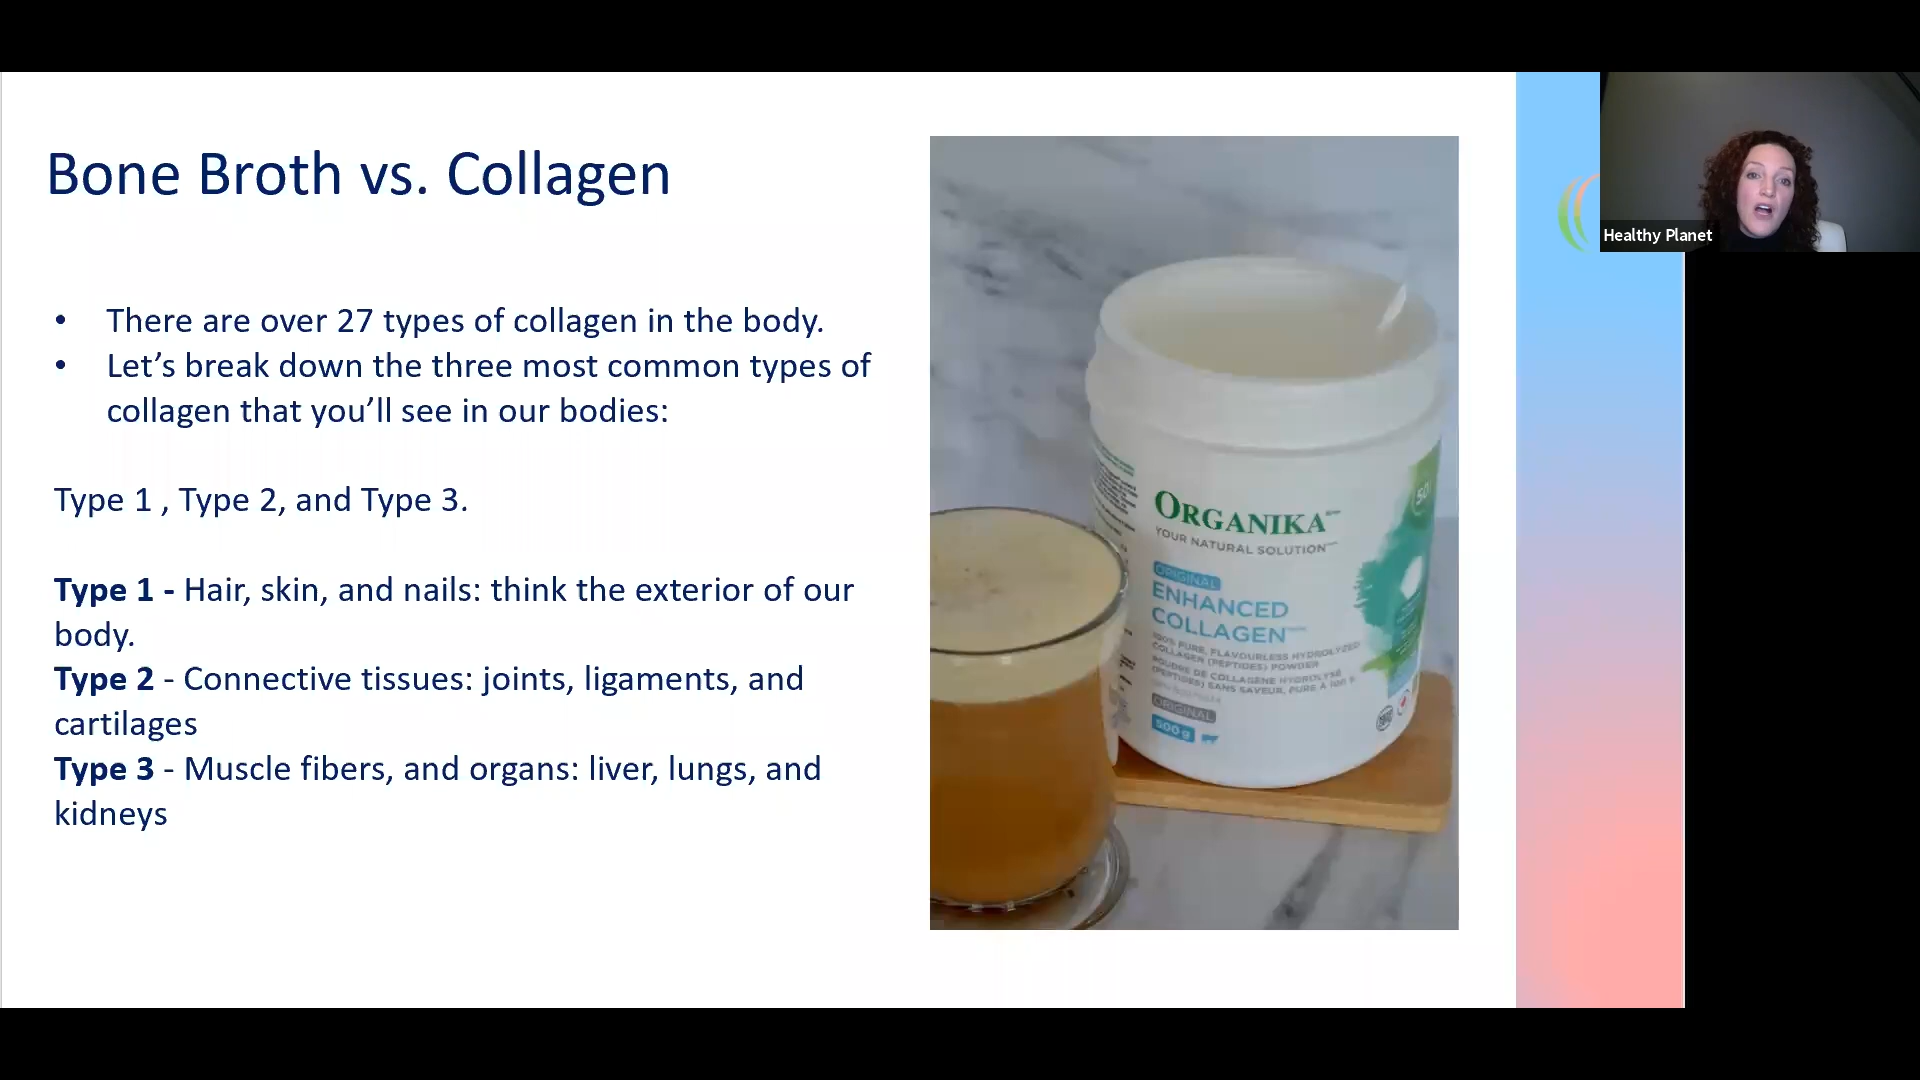 Bone Broth vs. Collagen
• There are over 27 types of collagen in the body.
• Let’s break down the three most common types of
collagen that you’ll see in our bodies:
Type 1 , Type 2, and Type 3.
Type 1 - Hair, skin, and nails: think the exterior of our
body.
Type 2 - Connective tissues: joints, ligaments, and
cartilages
Type 3 - Muscle fibers, and organs: liver, lungs, and
kidneys
ORGANIKA
YOUR NATURAL SOLUTION
ORIGINAL
ENHANCED
COLLAGEN
100% PURE, FLAVOURLESS HYDROLYZED
COLLAGEN (PEPTIDES) POWDER
POUDRE DE COLLAGÈNE HYDROLYSÉ
(PEPTIDES) SANS SAVEUR, PURE À 100 %
ORIGINAL
500 g
Healthy Planet